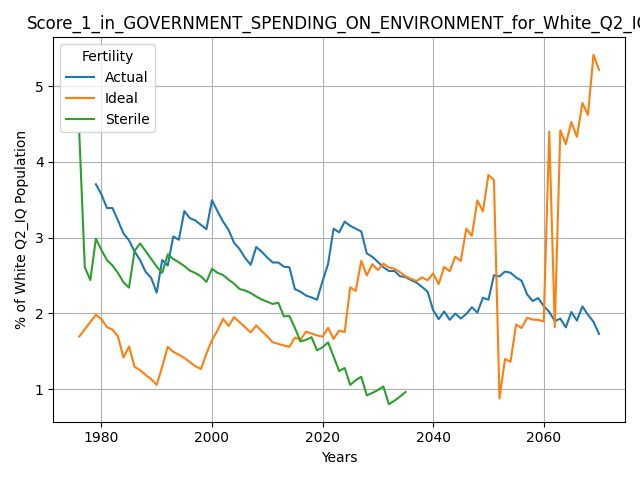 Score_1_in_GOVERNMENT_SPENDING_ON_ENVIRONMENT_for_White_Q2_IQ
Fertility
Actual
Ideal
Sterile
% of White Q2_IQ Population
5
4
3
2
1
1980 2000 2020 2040 2060
Years